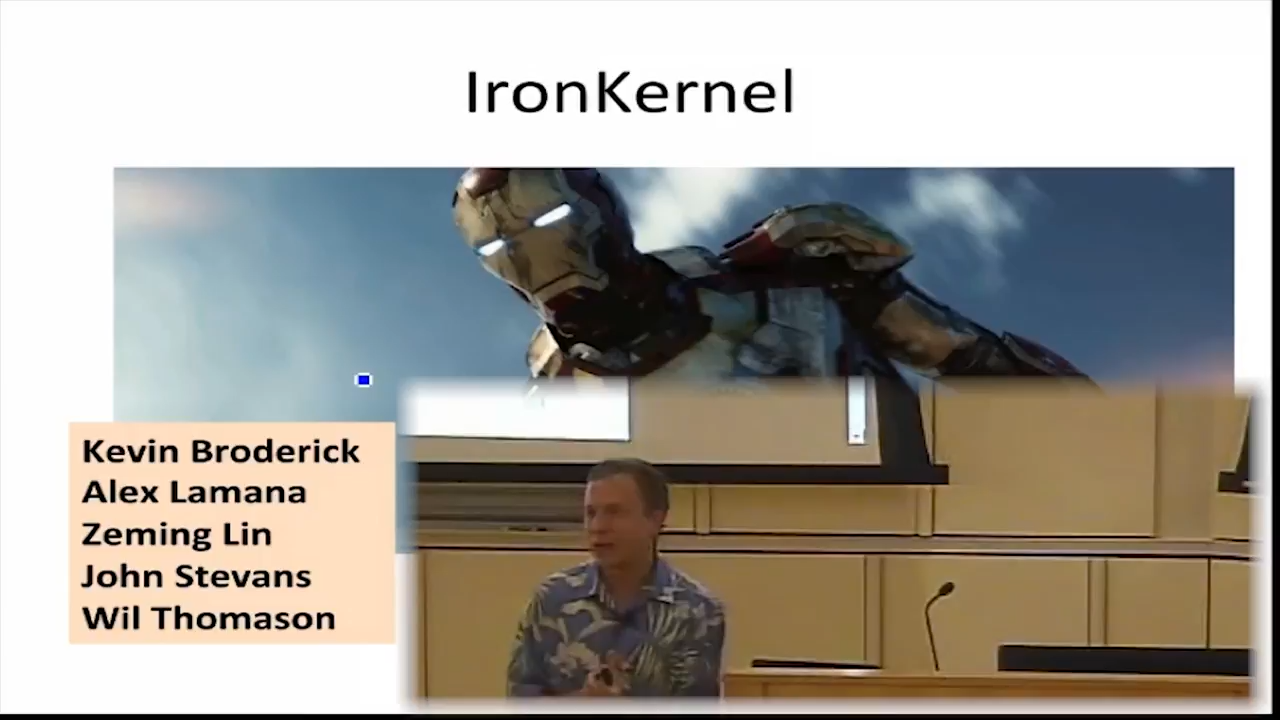 IronKernel
Kevin Broderick
Alex Lamana
Zeming Lin
John Stevans
Wil Thomason